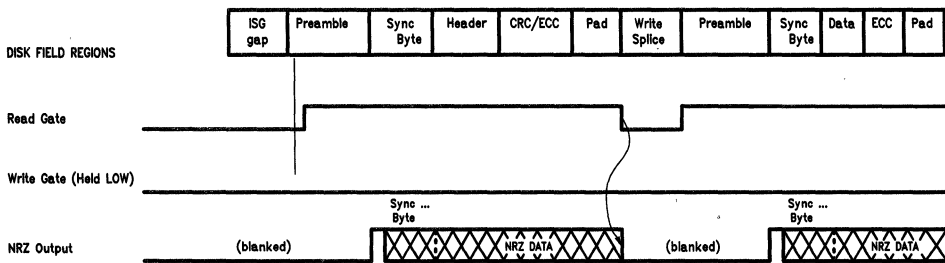 ISG gap Preamble Sync Byte Header CRC/ECC Pad Write Splice Preamble Sync Byte Data ECC Pad
DISK FIELD REGIONS
Read Gate
Write Gate (Held LOW)
Sync ... Byte Sync ... Byte
NRZ Output (blanked) NRZ DATA (blanked) NRZ DATA